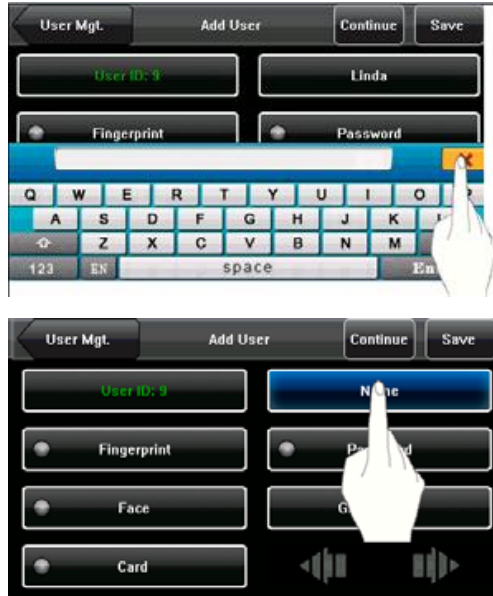 User Mgt. Add User Continue Save
User ID: 9 Linda
Fingerprint Password
Q W E R T Y U I O P
A S D F G H J K
Z X C V B N M
123 EN space
User Mgt. Add User Continue Save
User ID: 9
Fingerprint
Face
Card